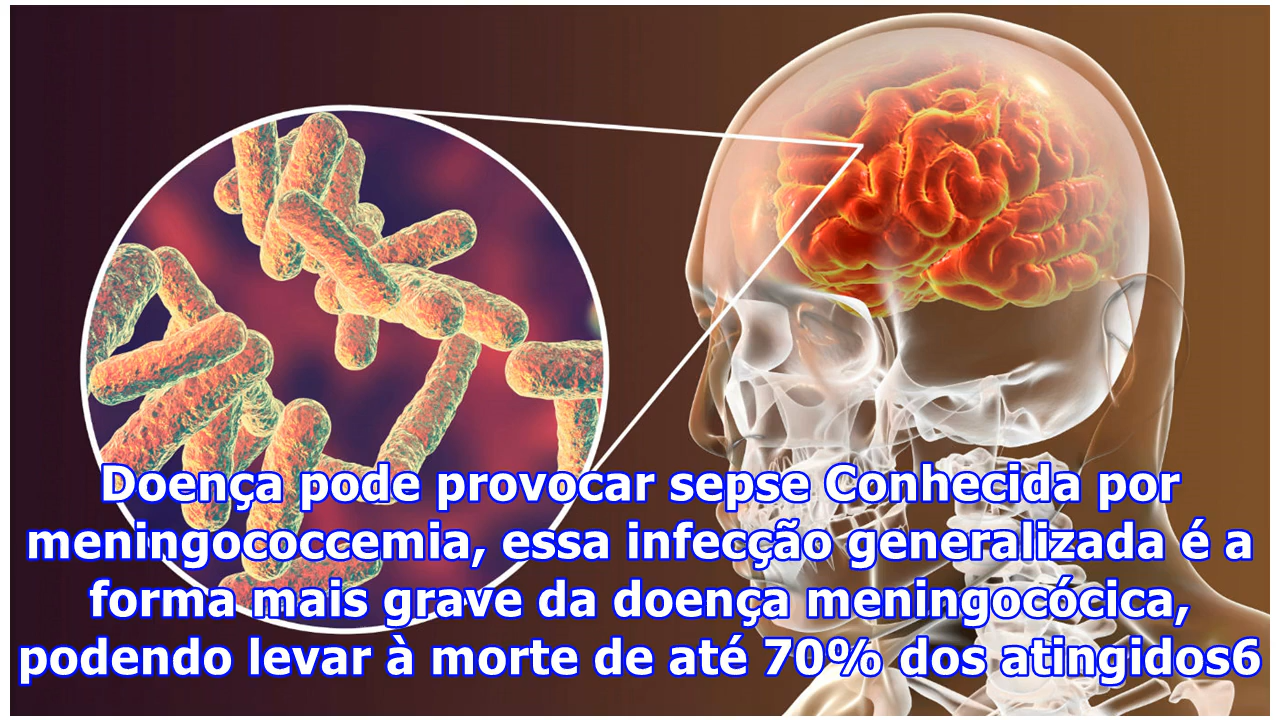 Doença pode provocar sepse Conhecida por
meningococcemia, essa infecção generalizada é a
forma mais grave da doença meningocócica,
podendo levar à morte de até 70% dos atingidos6